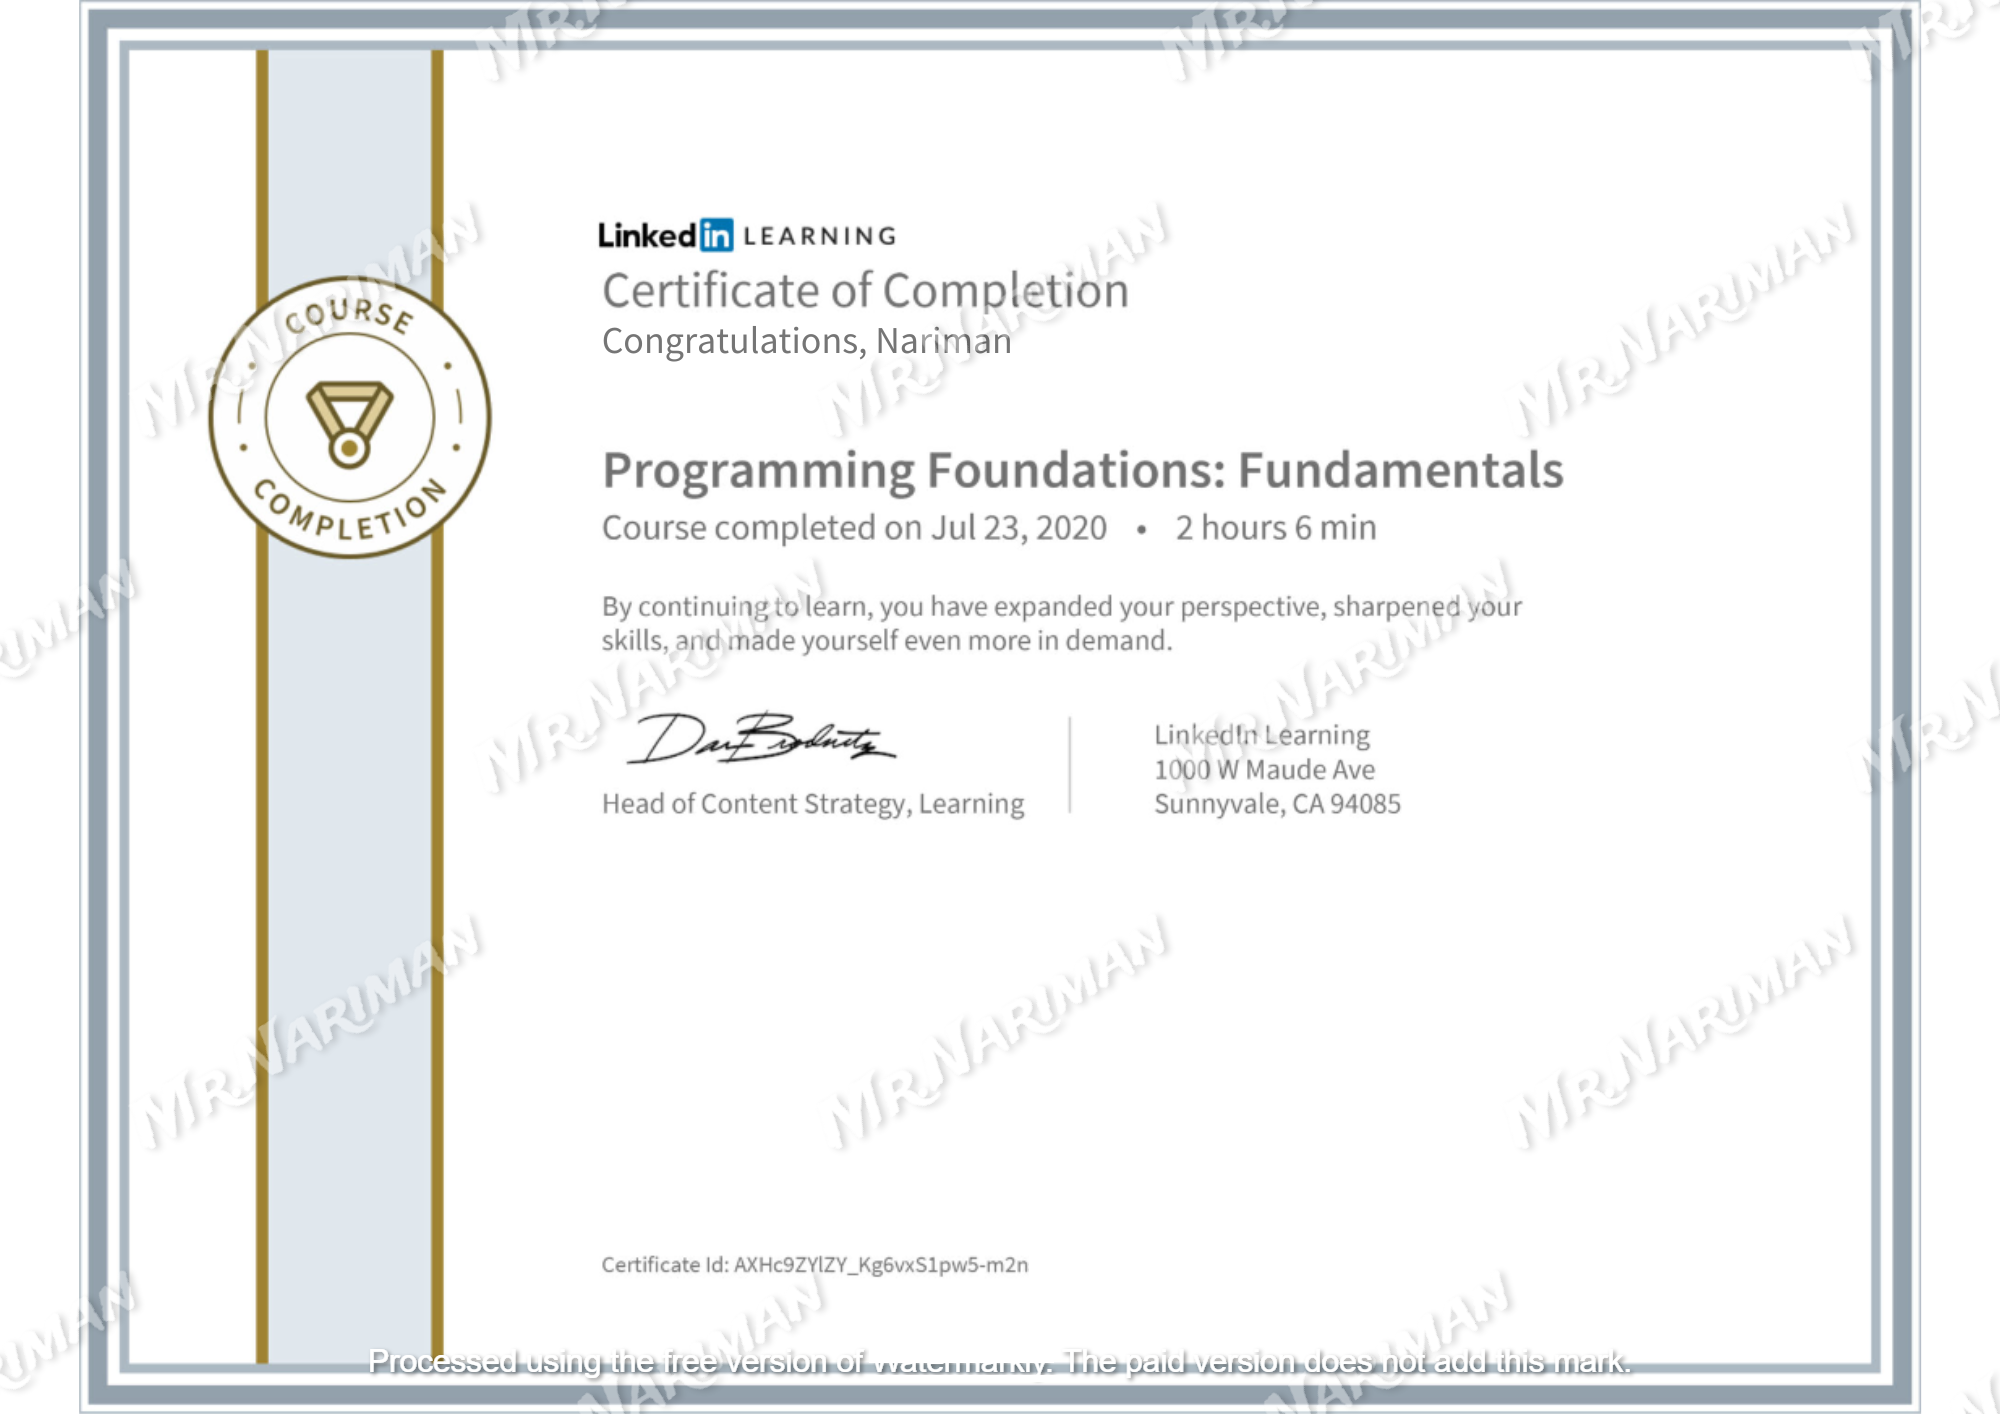 LinkedIn LEARNING
Certificate of Completion
Congratulations, Nariman
COURSE
COMPLETION
Programming Foundations: Fundamentals
Course completed on Jul 23, 2020 • 2 hours 6 min
By continuing to learn, you have expanded your perspective, sharpened your
skills, and made yourself even more in demand.
Head of Content Strategy, Learning
LinkedIn Learning
1000 W Maude Ave
Sunnyvale, CA 94085
Certificate Id: AXHc9ZYlZY_Kg6vxS1pw5-m2n
Processed using the free version of Watermarkly. The paid version does not add this mark.
MR.NARIMAN
MR.NARIMAN
MR.NARIMAN
MR.NARIMAN
MR.NARIMAN
MR.NARIMAN
MR.NARIMAN
MR.NARIMAN